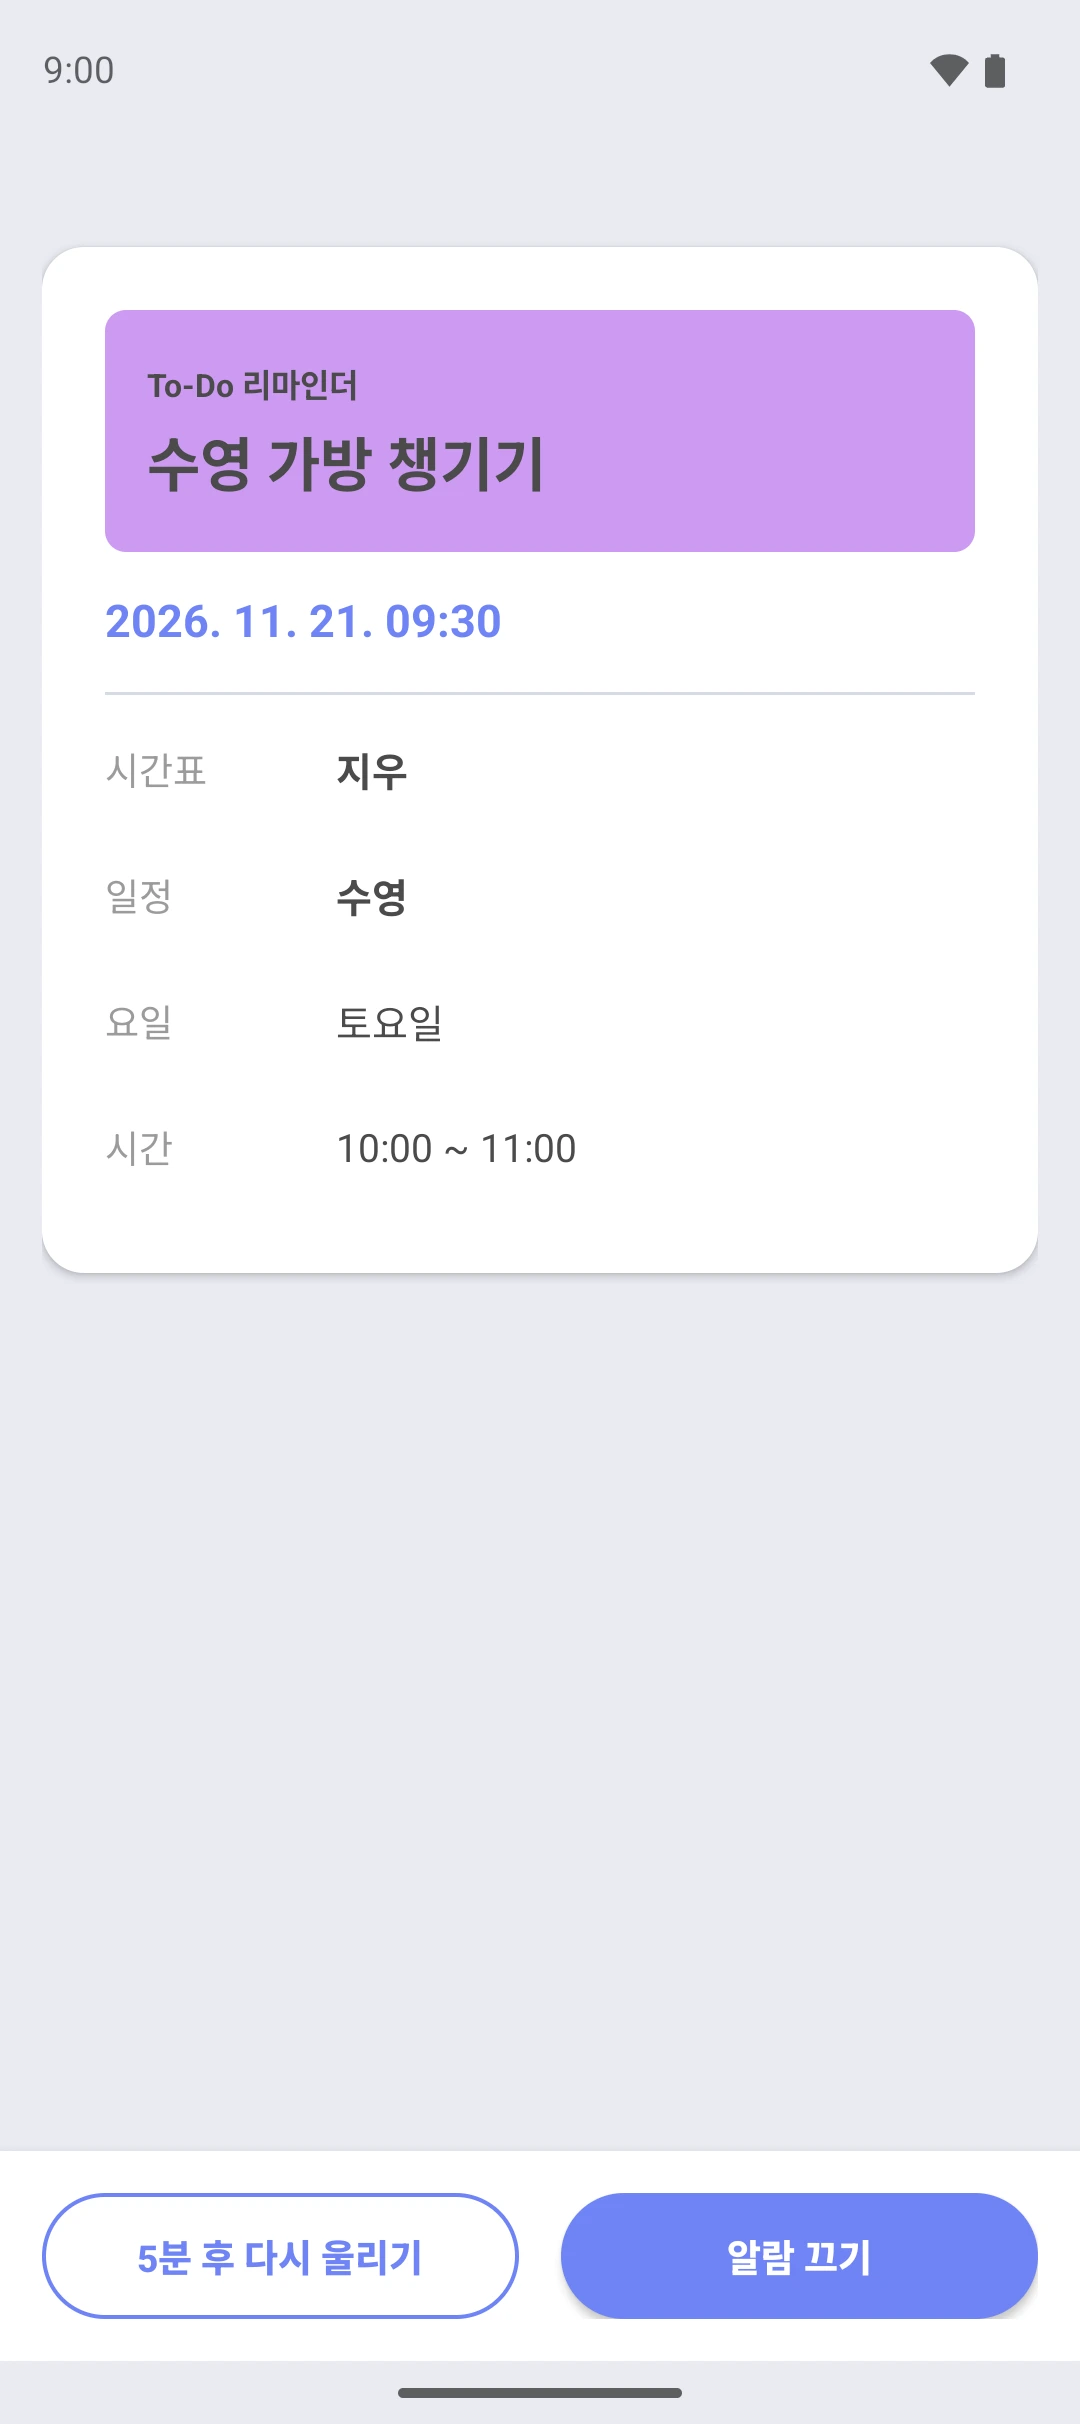 9:00
To-Do 리마인더
수영 가방 챙기기
2026. 11. 21. 09:30
시간표 지우
일정 수영
요일 토요일
시간 10:00 ~ 11:00
5분 후 다시 울리기 알람 끄기